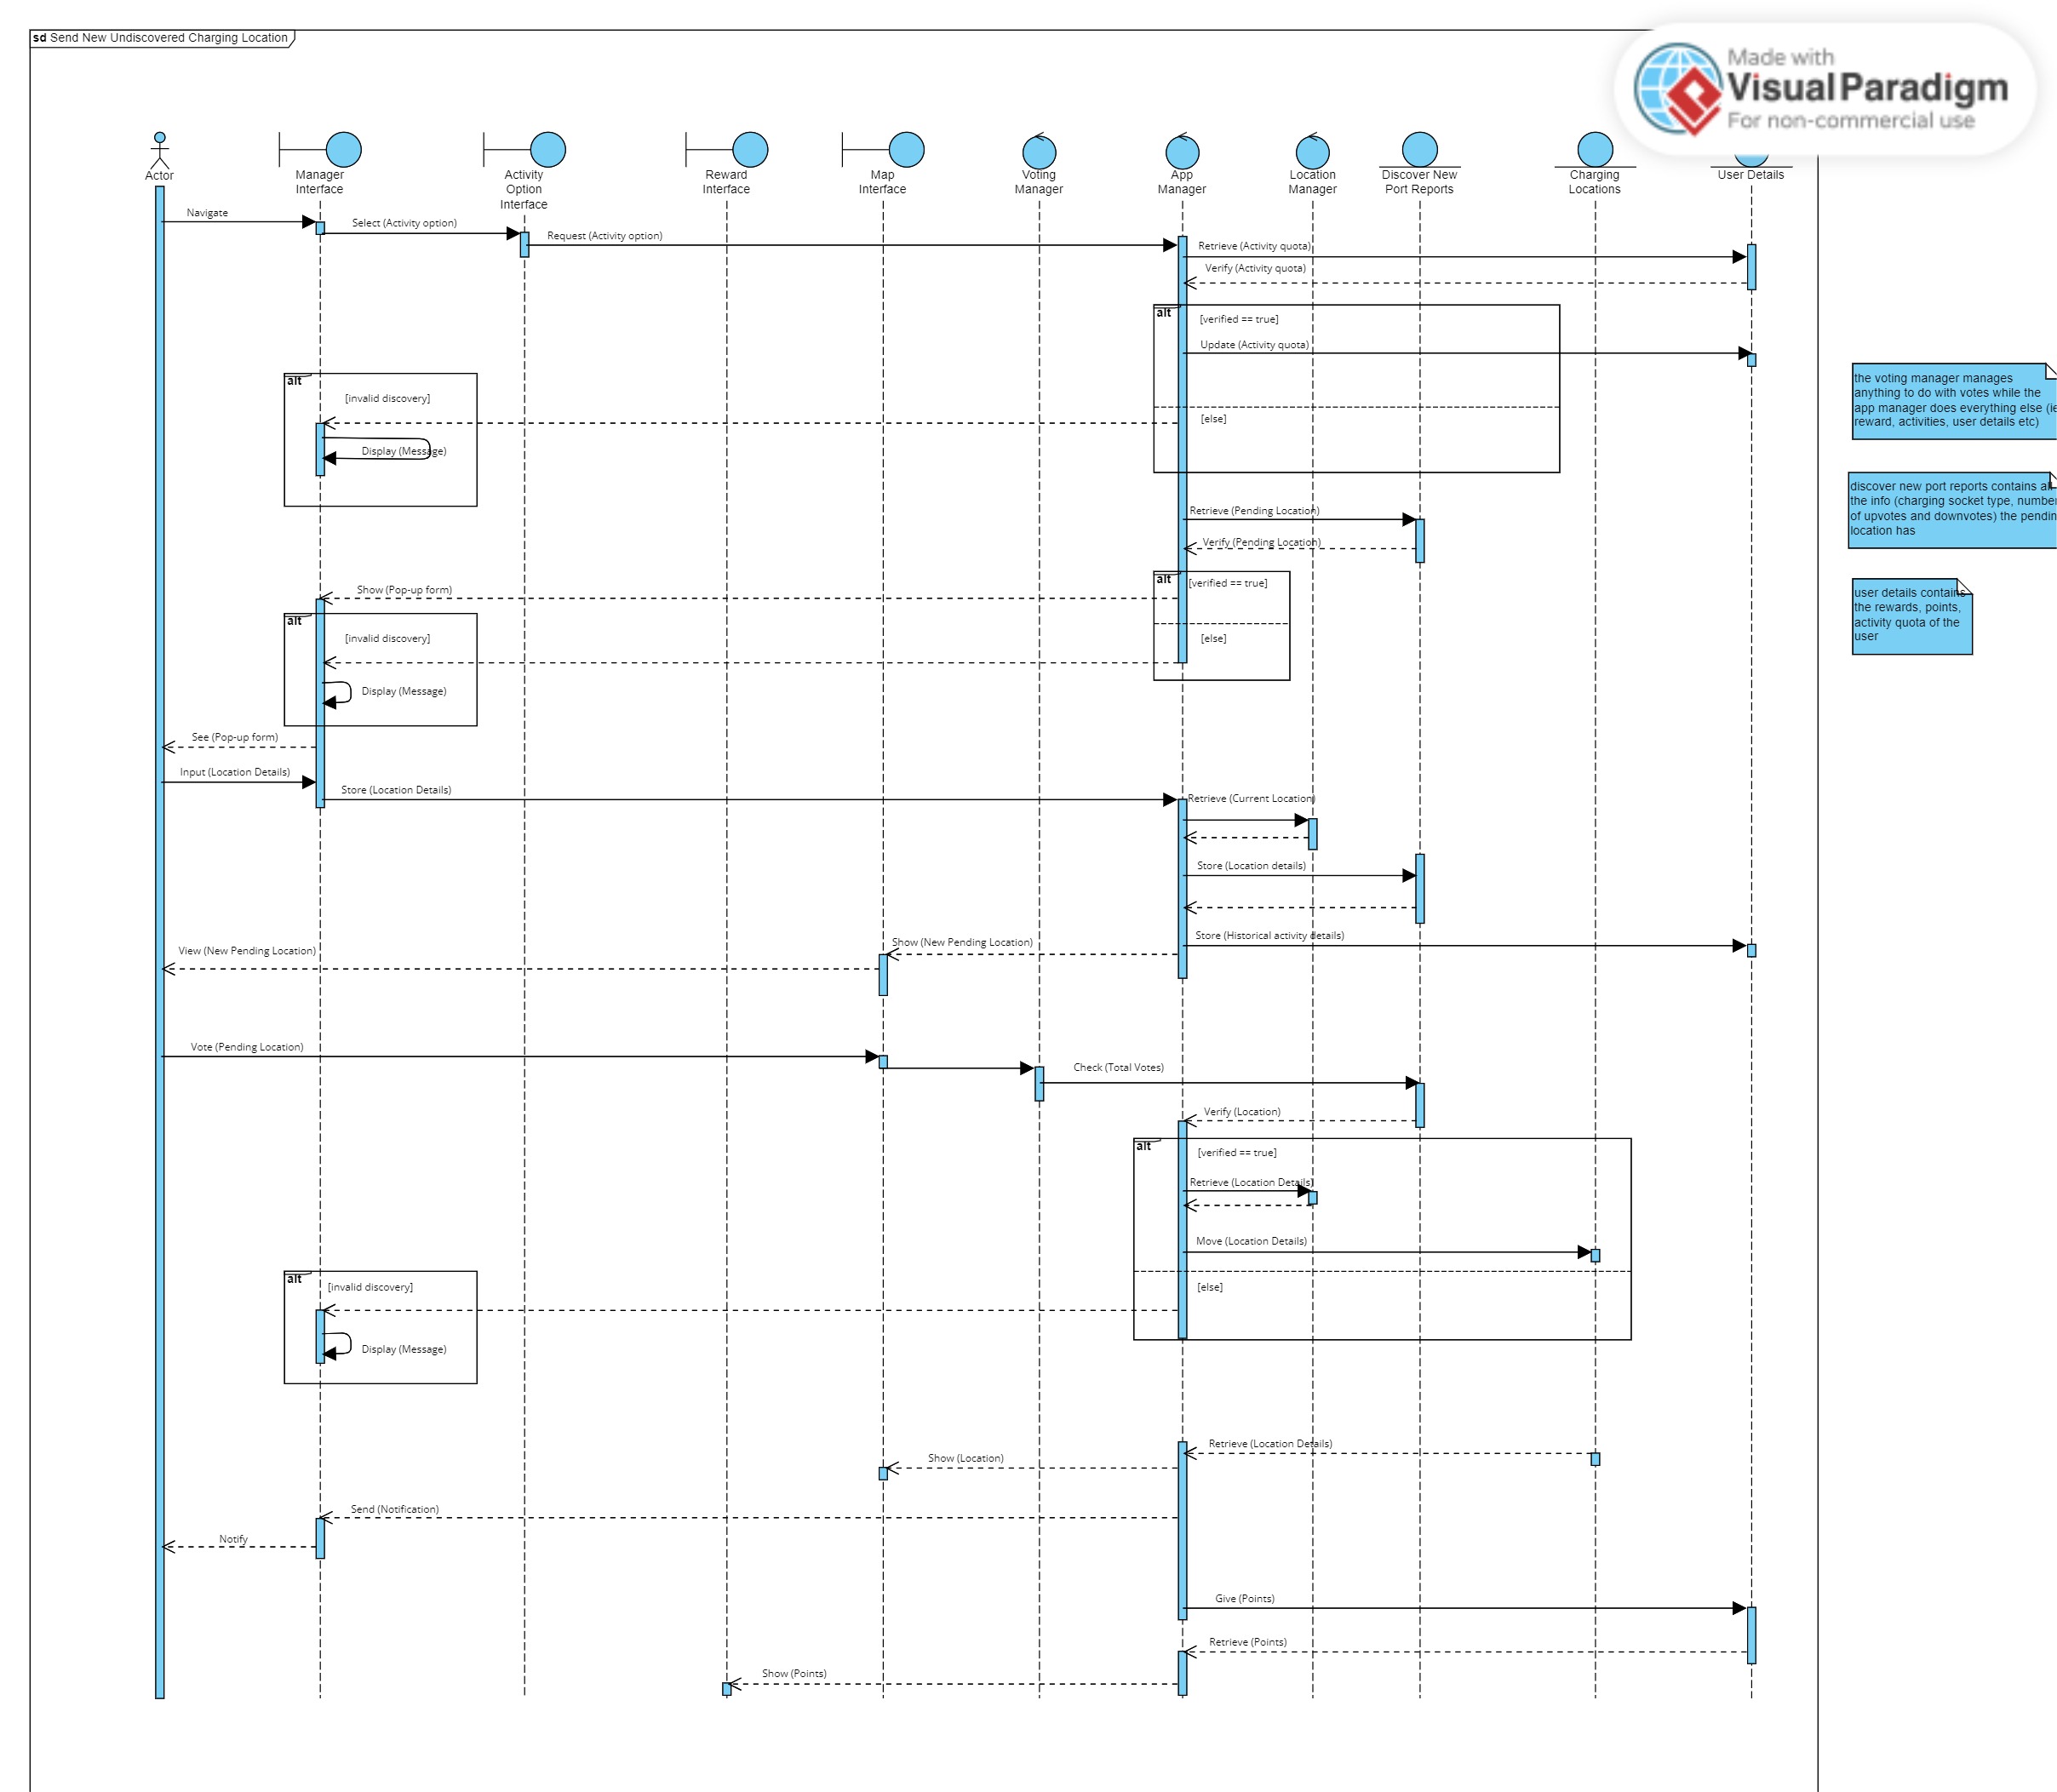 sd Send New Undiscovered Charging Location
Made with
Visual Paradigm
For non-commercial use
Actor
Manager
Interface
Activity
Option
Interface
Reward
Interface
Map
Interface
Voting
Manager
App
Manager
Location
Manager
Discover New
Port Reports
Charging
Locations
User Details
Navigate
Select (Activity option)
Request (Activity option)
Retrieve (Activity quota)
Verify (Activity quota)
alt
[verified == true]
Update (Activity quota)
[else]
alt
[invalid discovery]
Display (Message)
the voting manager manages
anything to do with votes while the
app manager does everything else (ie
reward, activities, user details etc)
discover new port reports contains all
the info (charging socket type, number
of upvotes and downvotes) the pendin
location has
user details contains
the rewards, points,
activity quota of the
user
Retrieve (Pending Location)
Verify (Pending Location)
alt
[verified == true]
Show (Pop-up form)
[else]
alt
[invalid discovery]
Display (Message)
See (Pop-up form)
Input (Location Details)
Store (Location Details)
Retrieve (Current Location)
Store (Location details)
Store (Historical activity details)
Show (New Pending Location)
View (New Pending Location)
Vote (Pending Location)
Check (Total Votes)
Verify (Location)
alt
[verified == true]
Retrieve (Location Details)
Move (Location Details)
[else]
alt
[invalid discovery]
Display (Message)
Retrieve (Location Details)
Show (Location)
Send (Notification)
Notify
Give (Points)
Retrieve (Points)
Show (Points)